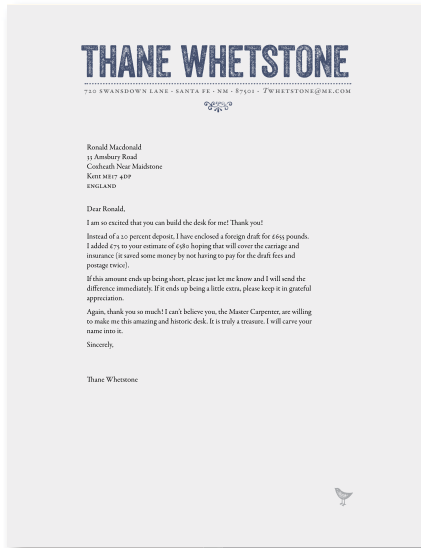 THANE WHETSTONE
720 SWANSDOWN LANE · SANTA FE · NM · 87501 · TWHETSTONE@ME.COM
Ronald Macdonald
33 Amsbury Road
Coxheath Near Maidstone
Kent ME17 4DP
ENGLAND
Dear Ronald,
I am so excited that you can build the desk for me! Thank you!
Instead of a 20 percent deposit, I have enclosed a foreign draft for £655 pounds.
I added £75 to your estimate of £580 hoping that will cover the carriage and
insurance (it saved some money by not having to pay for the draft fees and
postage twice).
If this amount ends up being short, please just let me know and I will send the
difference immediately. If it ends up being a little extra, please keep it in grateful
appreciation.
Again, thank you so much! I can't believe you, the Master Carpenter, are willing
to make me this amazing and historic desk. It is truly a treasure. I will carve your
name into it.
Sincerely,
Thane Whetstone